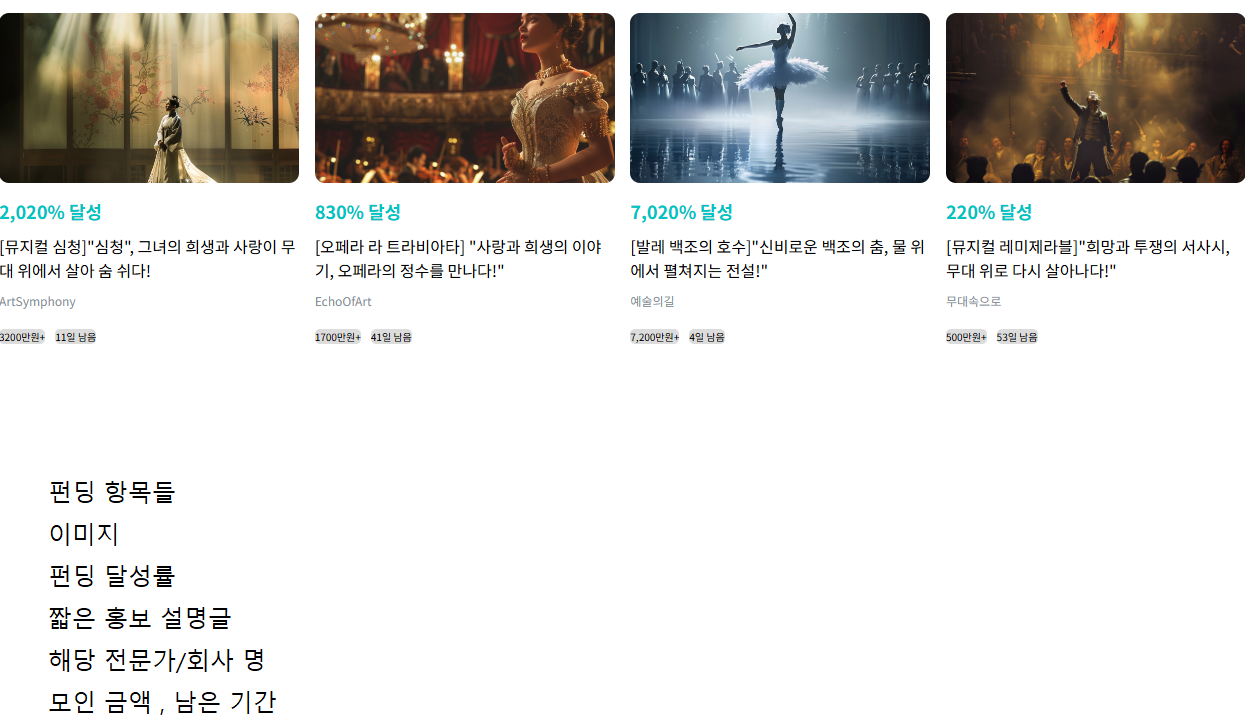 2,020% 달성
[뮤지컬 심청]"심청", 그녀의 희생과 사랑이 무
대 위에서 살아 숨 쉬다!
ArtSymphony
3200만원+ 11일 남음
830% 달성
[오페라 라 트라비아타] "사랑과 희생의 이야
기, 오페라의 정수를 만나다!"
EchoOfArt
1700만원+ 41일 남음
7,020% 달성
[발레 백조의 호수]"신비로운 백조의 춤, 물 위
에서 펼쳐지는 전설!"
예술의길
7,200만원+ 4일 남음
220% 달성
[뮤지컬 레미제라블]"희망과 투쟁의 서사시,
무대 위로 다시 살아나다!"
무대속으로
500만원+ 53일 남음
펀딩 항목들
이미지
펀딩 달성률
짧은 홍보 설명글
해당 전문가/회사 명
모인 금액 , 남은 기간